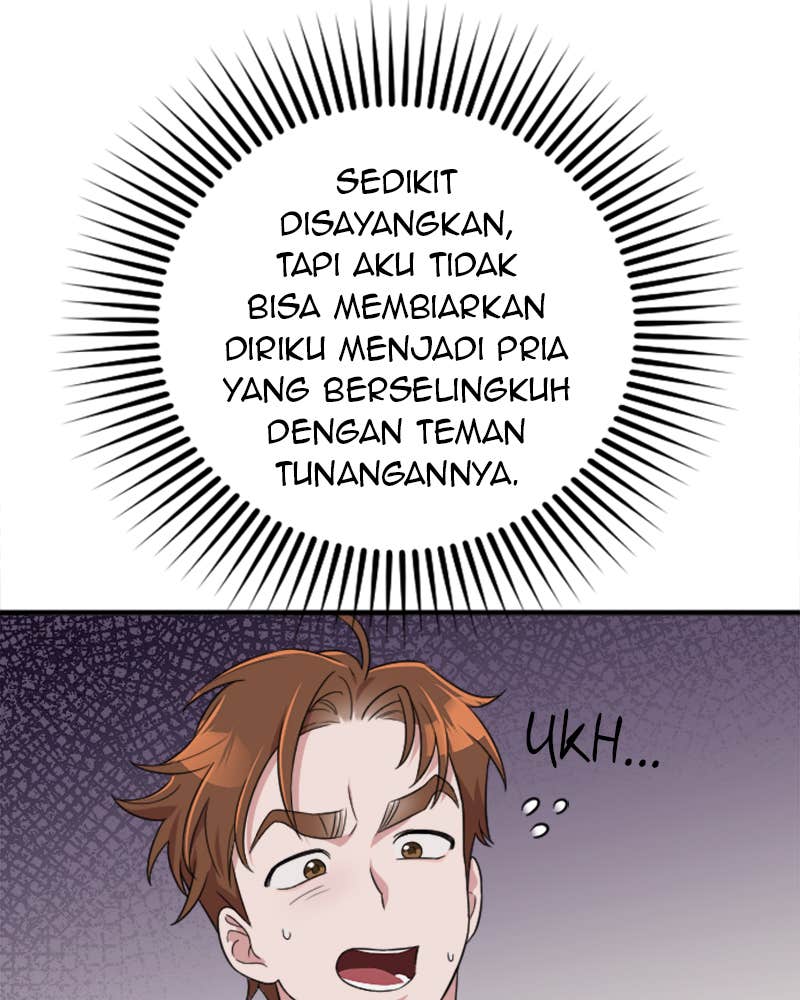 SEDIKIT
DISAYANGKAN,
TAPI AKU TIDAK
BISA MEMBIARKAN
DIRIKU MENJADI PRIA
YANG BERSELINGKUH
DENGAN TEMAN
TUNANGANNYA.
UKH...